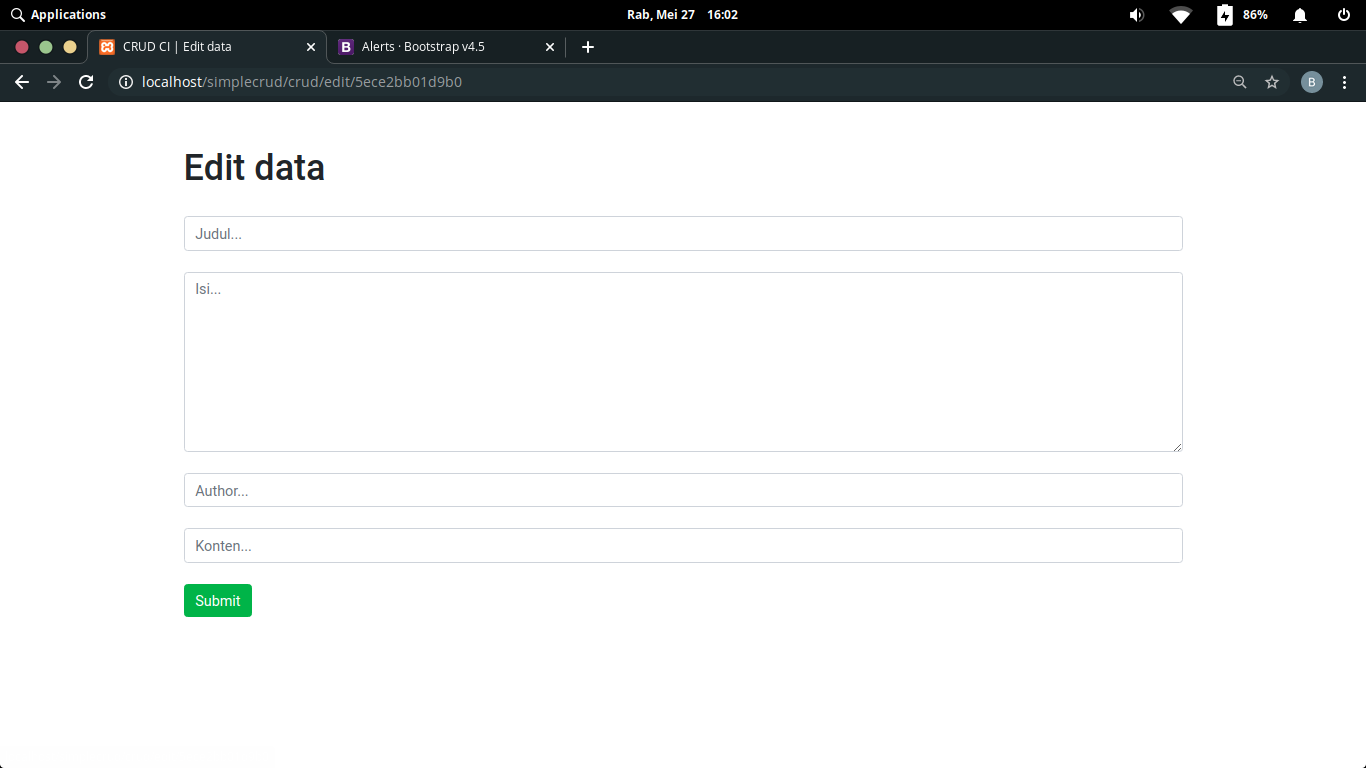 Applications
Rab, Mei 27 16:02
86%
CRUD CI | Edit data
B
Alerts · Bootstrap v4.5
localhost/simplecrud/crud/edit/5ece2bb01d9b0
B
Edit data
Judul...
Isi...
Author...
Konten...
Submit